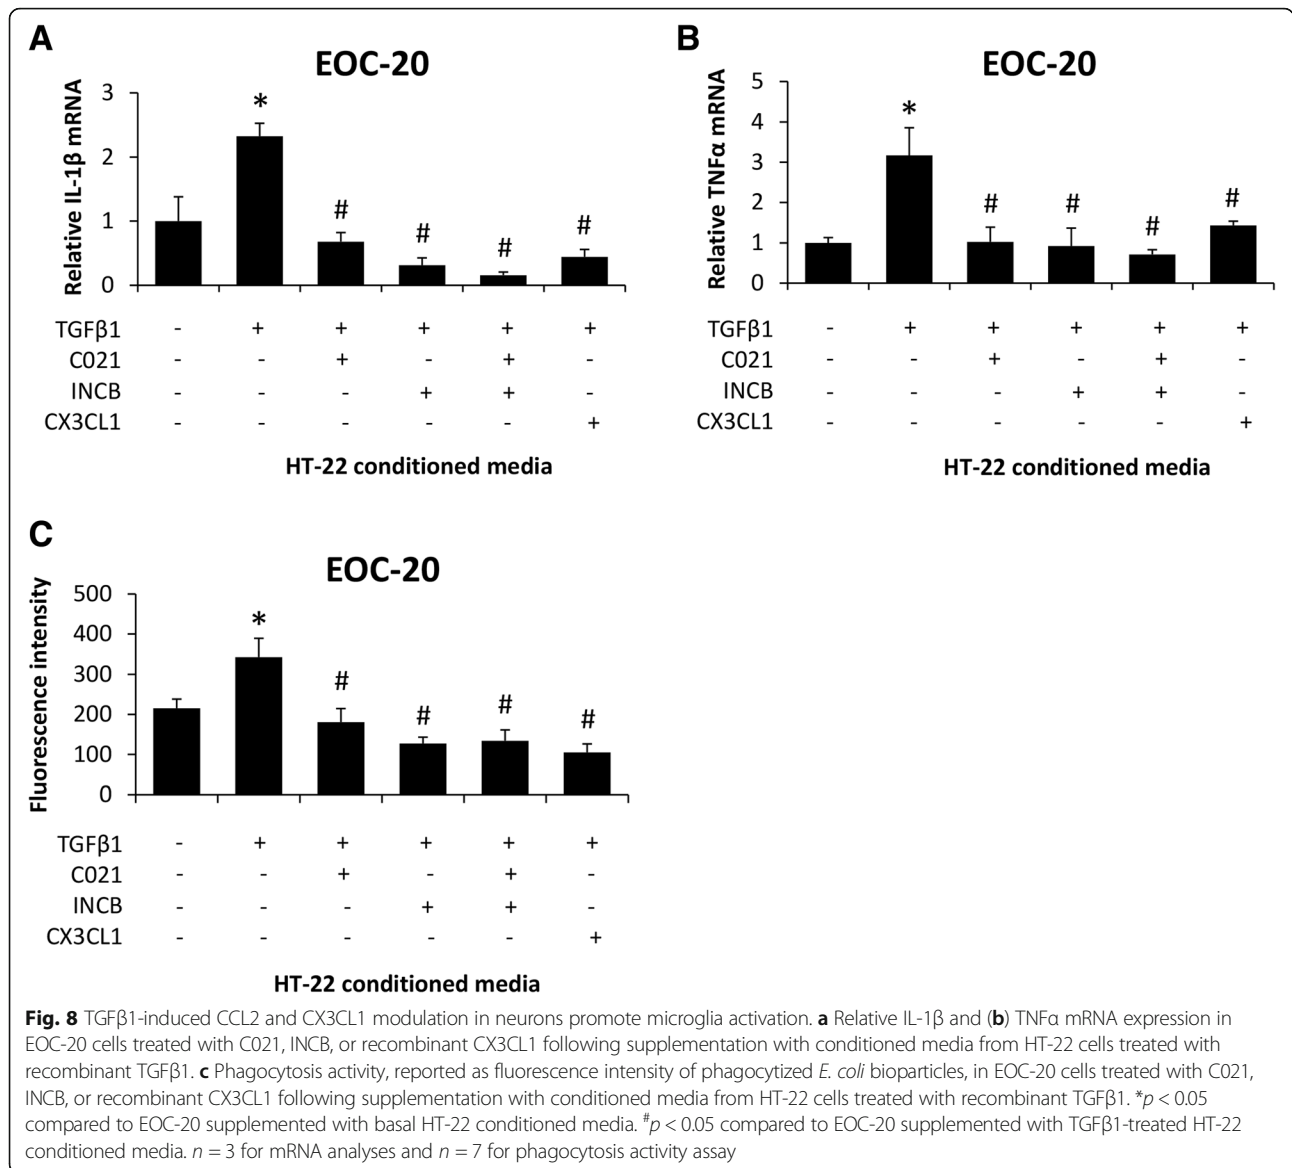 A
EOC-20
Relative IL-1β mRNA
3
2
1
0
*
#
#
#
#
TGFβ1 - + + + + +
C021 - - + - + -
INCB - - - + + -
CX3CL1 - - - - - +
HT-22 conditioned media
B
EOC-20
Relative TNFα mRNA
5
4
3
2
1
0
*
#
#
#
#
TGFβ1 - + + + + +
C021 - - + - + -
INCB - - - + + -
CX3CL1 - - - - - +
HT-22 conditioned media
C
EOC-20
Fluorescence intensity
500
400
300
200
100
0
*
#
#
#
#
TGFβ1 - + + + + +
C021 - - + - + -
INCB - - - + + -
CX3CL1 - - - - - +
HT-22 conditioned media
Fig. 8 TGFβ1-induced CCL2 and CX3CL1 modulation in neurons promote microglia activation. a Relative IL-1β and (b) TNFα mRNA expression in
EOC-20 cells treated with C021, INCB, or recombinant CX3CL1 following supplementation with conditioned media from HT-22 cells treated with
recombinant TGFβ1. c Phagocytosis activity, reported as fluorescence intensity of phagocytized E. coli bioparticles, in EOC-20 cells treated with C021,
INCB, or recombinant CX3CL1 following supplementation with conditioned media from HT-22 cells treated with recombinant TGFβ1. *p < 0.05
compared to EOC-20 supplemented with basal HT-22 conditioned media. #p < 0.05 compared to EOC-20 supplemented with TGFβ1-treated HT-22
conditioned media. n = 3 for mRNA analyses and n = 7 for phagocytosis activity assay